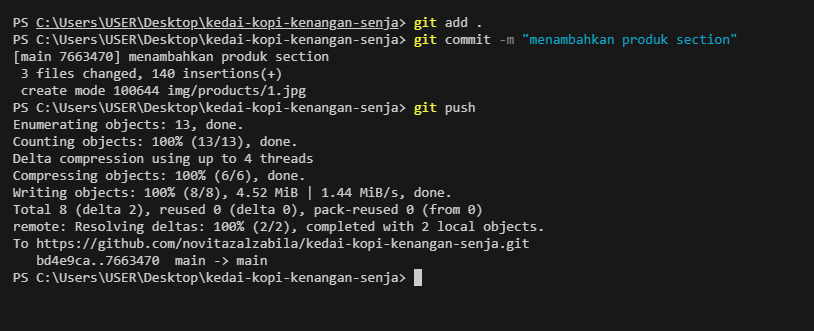 PS C:\Users\USER\Desktop\kedai-kopi-kenangan-senja> git add .
PS C:\Users\USER\Desktop\kedai-kopi-kenangan-senja> git commit -m "menambahkan produk section"
[main 7663470] menambahkan produk section
 3 files changed, 140 insertions(+)
 create mode 100644 img/products/1.jpg
PS C:\Users\USER\Desktop\kedai-kopi-kenangan-senja> git push
Enumerating objects: 13, done.
Counting objects: 100% (13/13), done.
Delta compression using up to 4 threads
Compressing objects: 100% (6/6), done.
Writing objects: 100% (8/8), 4.52 MiB | 1.44 MiB/s, done.
Total 8 (delta 2), reused 0 (delta 0), pack-reused 0 (from 0)
remote: Resolving deltas: 100% (2/2), completed with 2 local objects.
To https://github.com/novitazalzabila/kedai-kopi-kenangan-senja.git
   bd4e9ca..7663470  main -> main
PS C:\Users\USER\Desktop\kedai-kopi-kenangan-senja>